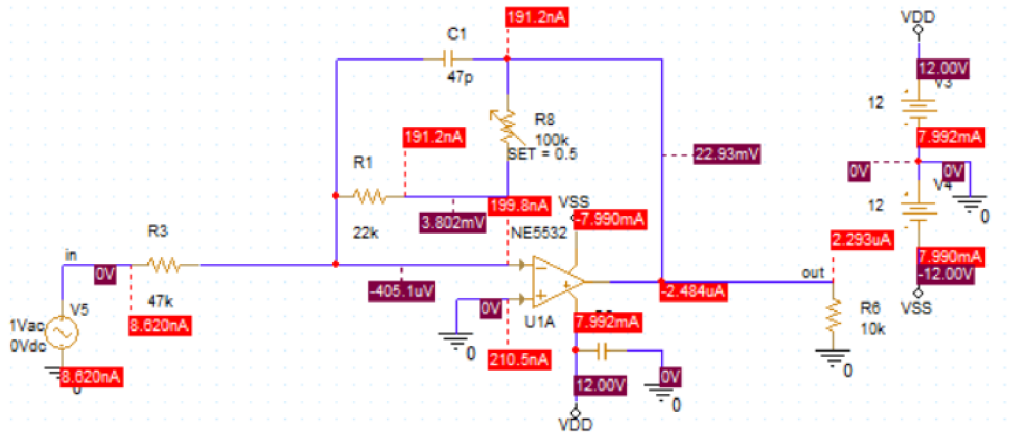 191.2nA
C1
47p
VDD
12.00V
V3
12
7.992mA
R8
100k
SET = 0.5
191.2nA
R1
22k
3.802mV
199.8nA
VSS
-7.990mA
NE5532
22.93mV
0V
0V
V4
0
12
7.990mA
-12.00V
VSS
R3
47k
in
0V
-405.1uV
2.293uA
out
-2.484uA
V5
1Vac
0Vdc
8.620nA
8.620nA
0
0V
0
U1A
210.5nA
7.992mA
12.00V
0V
0
VDD
R6
10k
0